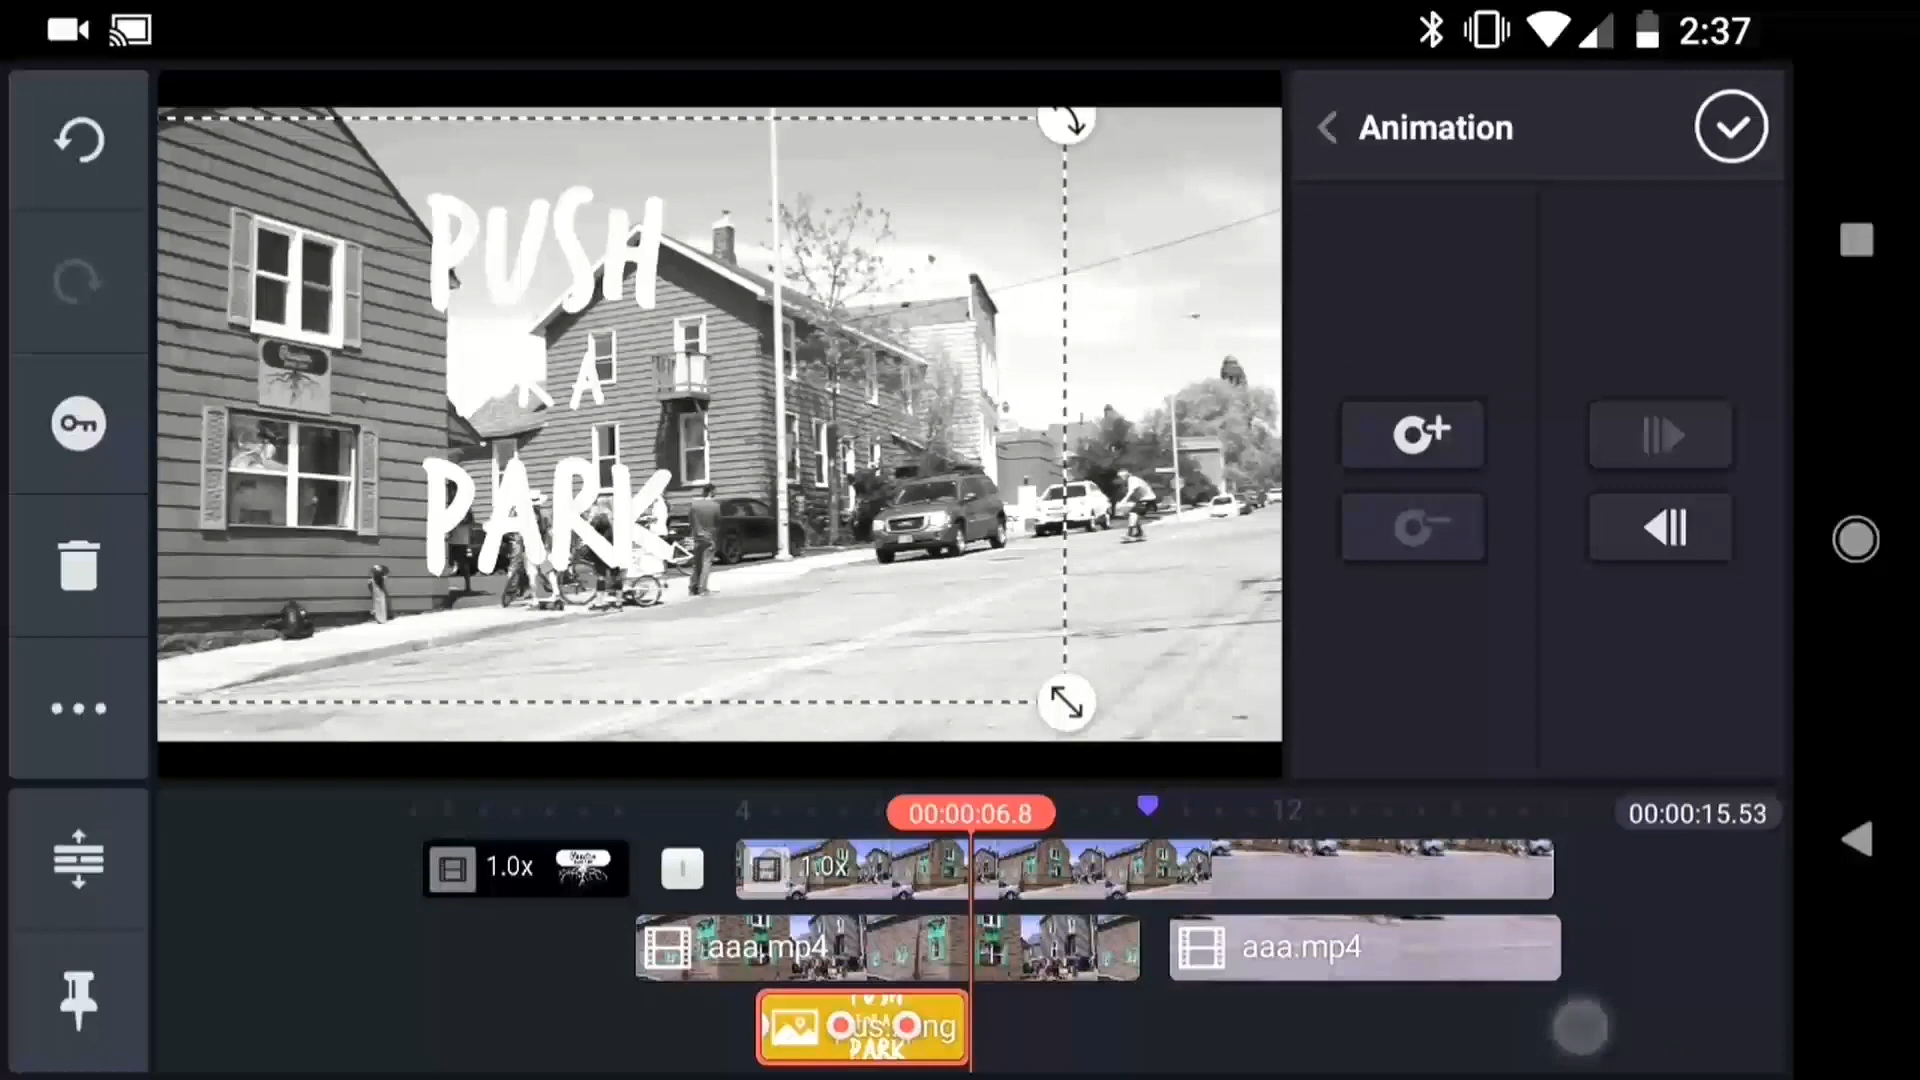 2:37
Animation
PUSH
K A
PARK
4
00:00:06.8
12
00:00:15.53
1.0x
1.0x
aaa.mp4
aaa.mp4
PARK